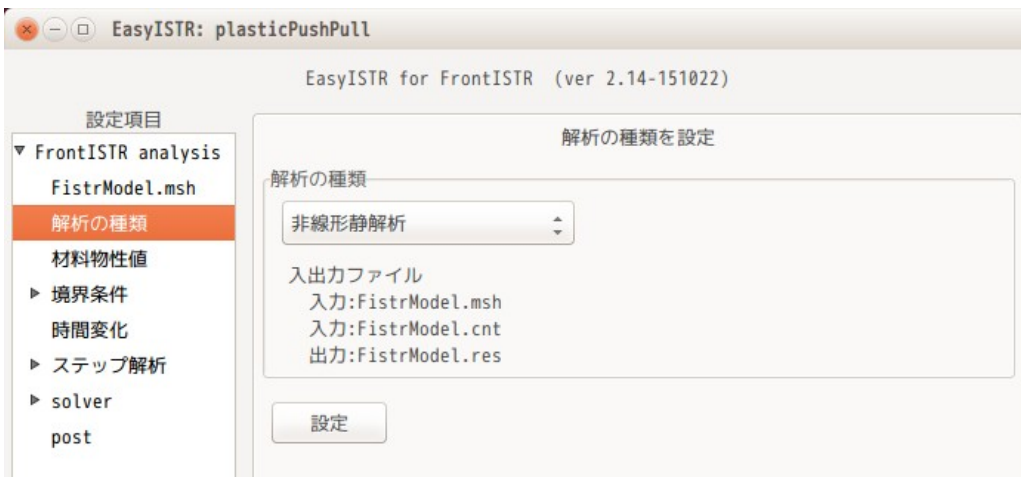 EasyISTR: plasticPushPull
EasyISTR for FrontISTR (ver 2.14-151022)
設定項目
FrontISTR analysis
FistrModel.msh
解析の種類
材料物性値
境界条件
時間変化
ステップ解析
solver
post
解析の種類を設定
解析の種類
非線形静解析
入出力ファイル
入力:FistrModel.msh
入力:FistrModel.cnt
出力:FistrModel.res
設定